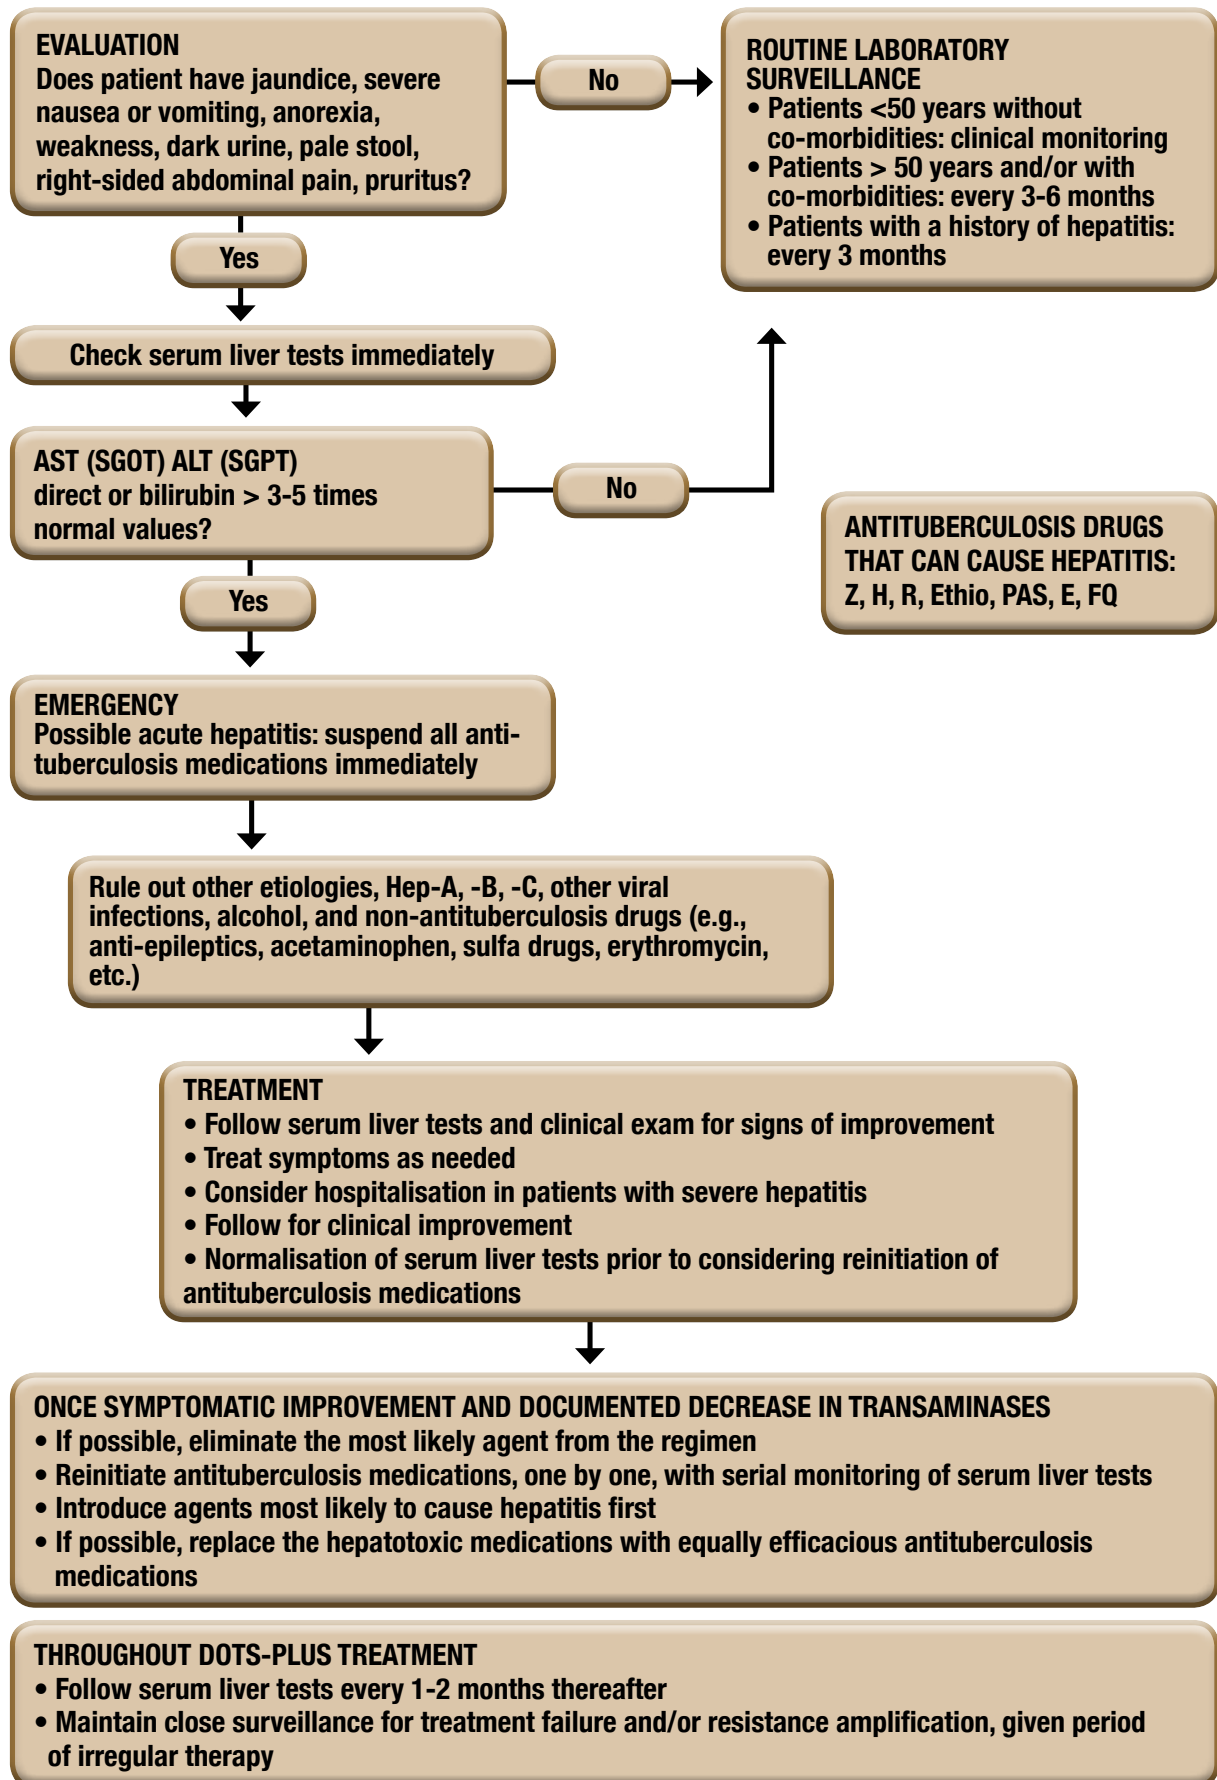 EVALUATION
Does patient have jaundice, severe
nausea or vomiting, anorexia,
weakness, dark urine, pale stool,
right-sided abdominal pain, pruritus?
No
ROUTINE LABORATORY
SURVEILLANCE
• Patients <50 years without
co-morbidities: clinical monitoring
• Patients > 50 years and/or with
co-morbidities: every 3-6 months
• Patients with a history of hepatitis:
every 3 months
Yes
Check serum liver tests immediately
AST (SGOT) ALT (SGPT)
direct or bilirubin > 3-5 times
normal values?
No
ANTITUBERCULOSIS DRUGS
THAT CAN CAUSE HEPATITIS:
Z, H, R, Ethio, PAS, E, FQ
Yes
EMERGENCY
Possible acute hepatitis: suspend all anti-
tuberculosis medications immediately
Rule out other etiologies, Hep-A, -B, -C, other viral
infections, alcohol, and non-antituberculosis drugs (e.g.,
anti-epileptics, acetaminophen, sulfa drugs, erythromycin,
etc.)
TREATMENT
• Follow serum liver tests and clinical exam for signs of improvement
• Treat symptoms as needed
• Consider hospitalisation in patients with severe hepatitis
• Follow for clinical improvement
• Normalisation of serum liver tests prior to considering reinitiation of
antituberculosis medications
ONCE SYMPTOMATIC IMPROVEMENT AND DOCUMENTED DECREASE IN TRANSAMINASES
• If possible, eliminate the most likely agent from the regimen
• Reinitiate antituberculosis medications, one by one, with serial monitoring of serum liver tests
• Introduce agents most likely to cause hepatitis first
• If possible, replace the hepatotoxic medications with equally efficacious antituberculosis
medications
THROUGHOUT DOTS-PLUS TREATMENT
• Follow serum liver tests every 1-2 months thereafter
• Maintain close surveillance for treatment failure and/or resistance amplification, given period
of irregular therapy